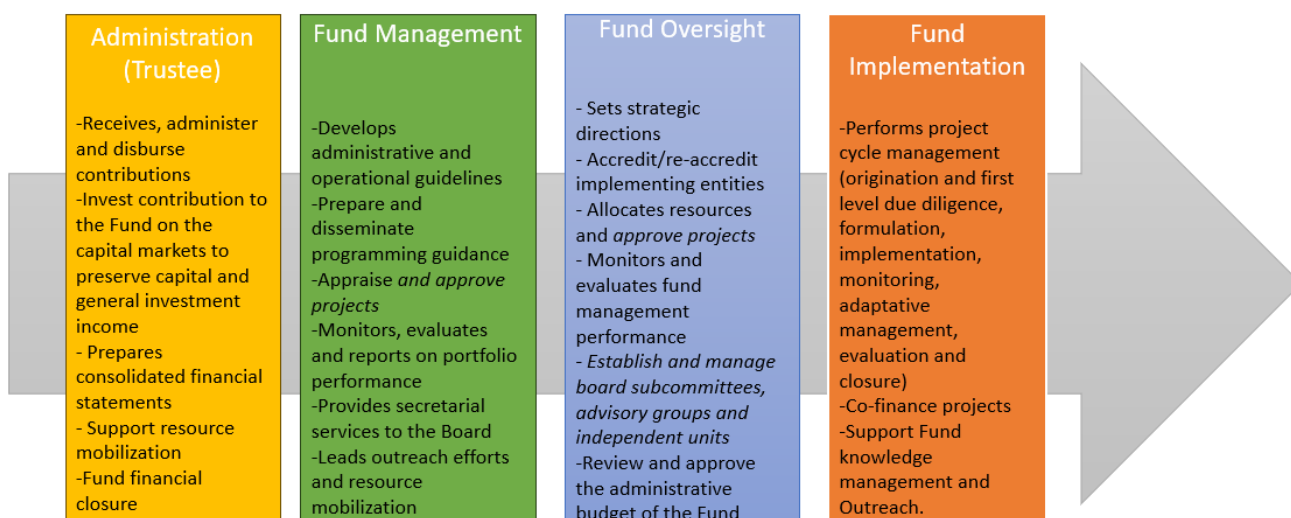 Administration
(Trustee)
-Receives, administer
and disburse
contributions
-Invest contribution to
the Fund on the
capital markets to
preserve capital and
general investment
income
- Prepares
consolidated financial
statements
- Support resource
mobilization
-Fund financial
closure
Fund Management
-Develops
administrative and
operational guidelines
-Prepare and
disseminate
programming guidance
-Appraise and approve
projects
-Monitors, evaluates
and reports on portfolio
performance
-Provides secretarial
services to the Board
-Leads outreach efforts
and resource
mobilization
Fund Oversight
- Sets strategic
directions
- Accredit/re-accredit
implementing entities
- Allocates resources
and approve projects
- Monitors and
evaluates fund
management
performance
- Establish and manage
board subcommittees,
advisory groups and
independent units
-Review and approve
the administrative
budget of the Fund
Fund
Implementation
-Performs project
cycle management
(origination and first
level due diligence,
formulation,
implementation,
monitoring,
adaptative
management,
evaluation and
closure)
-Co-finance projects
-Support Fund
knowledge
management and
Outreach.